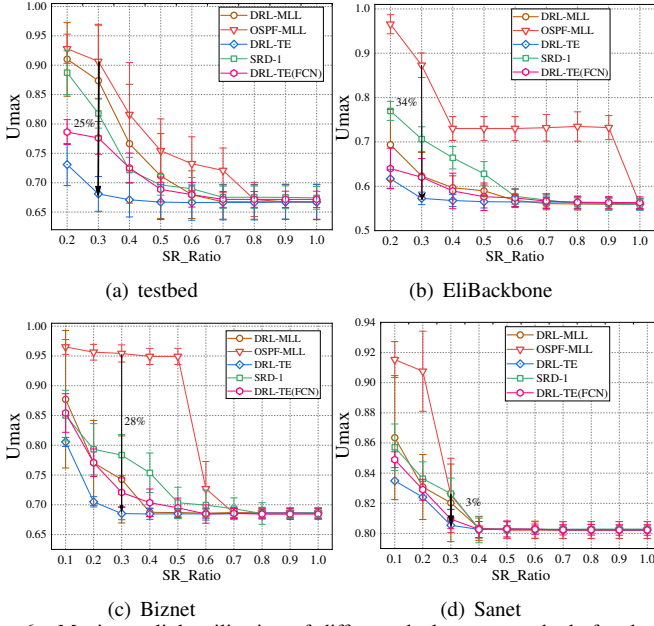 1.00
0.95
0.90
0.85
0.80
0.75
0.70
0.65
Umax
DRL-MLL
OSPF-MLL
DRL-TE
SRD-1
DRL-TE(FCN)
25%
0.2 0.3 0.4 0.5 0.6 0.7 0.8 0.9 1.0
SR_Ratio
(a) testbed
1.0
0.9
0.8
0.7
0.6
0.5
Umax
DRL-MLL
OSPF-MLL
DRL-TE
SRD-1
DRL-TE(FCN)
34%
0.2 0.3 0.4 0.5 0.6 0.7 0.8 0.9 1.0
SR_Ratio
(b) EliBackbone
1.00
0.95
0.90
0.85
0.80
0.75
0.70
0.65
Umax
DRL-MLL
OSPF-MLL
DRL-TE
SRD-1
DRL-TE(FCN)
28%
0.1 0.2 0.3 0.4 0.5 0.6 0.7 0.8 0.9 1.0
SR_Ratio
(c) Biznet
0.94
0.92
0.90
0.88
0.86
0.84
0.82
0.80
Umax
DRL-MLL
OSPF-MLL
DRL-TE
SRD-1
DRL-TE(FCN)
3%
0.1 0.2 0.3 0.4 0.5 0.6 0.7 0.8 0.9 1.0
SR_Ratio
(d) Sanet